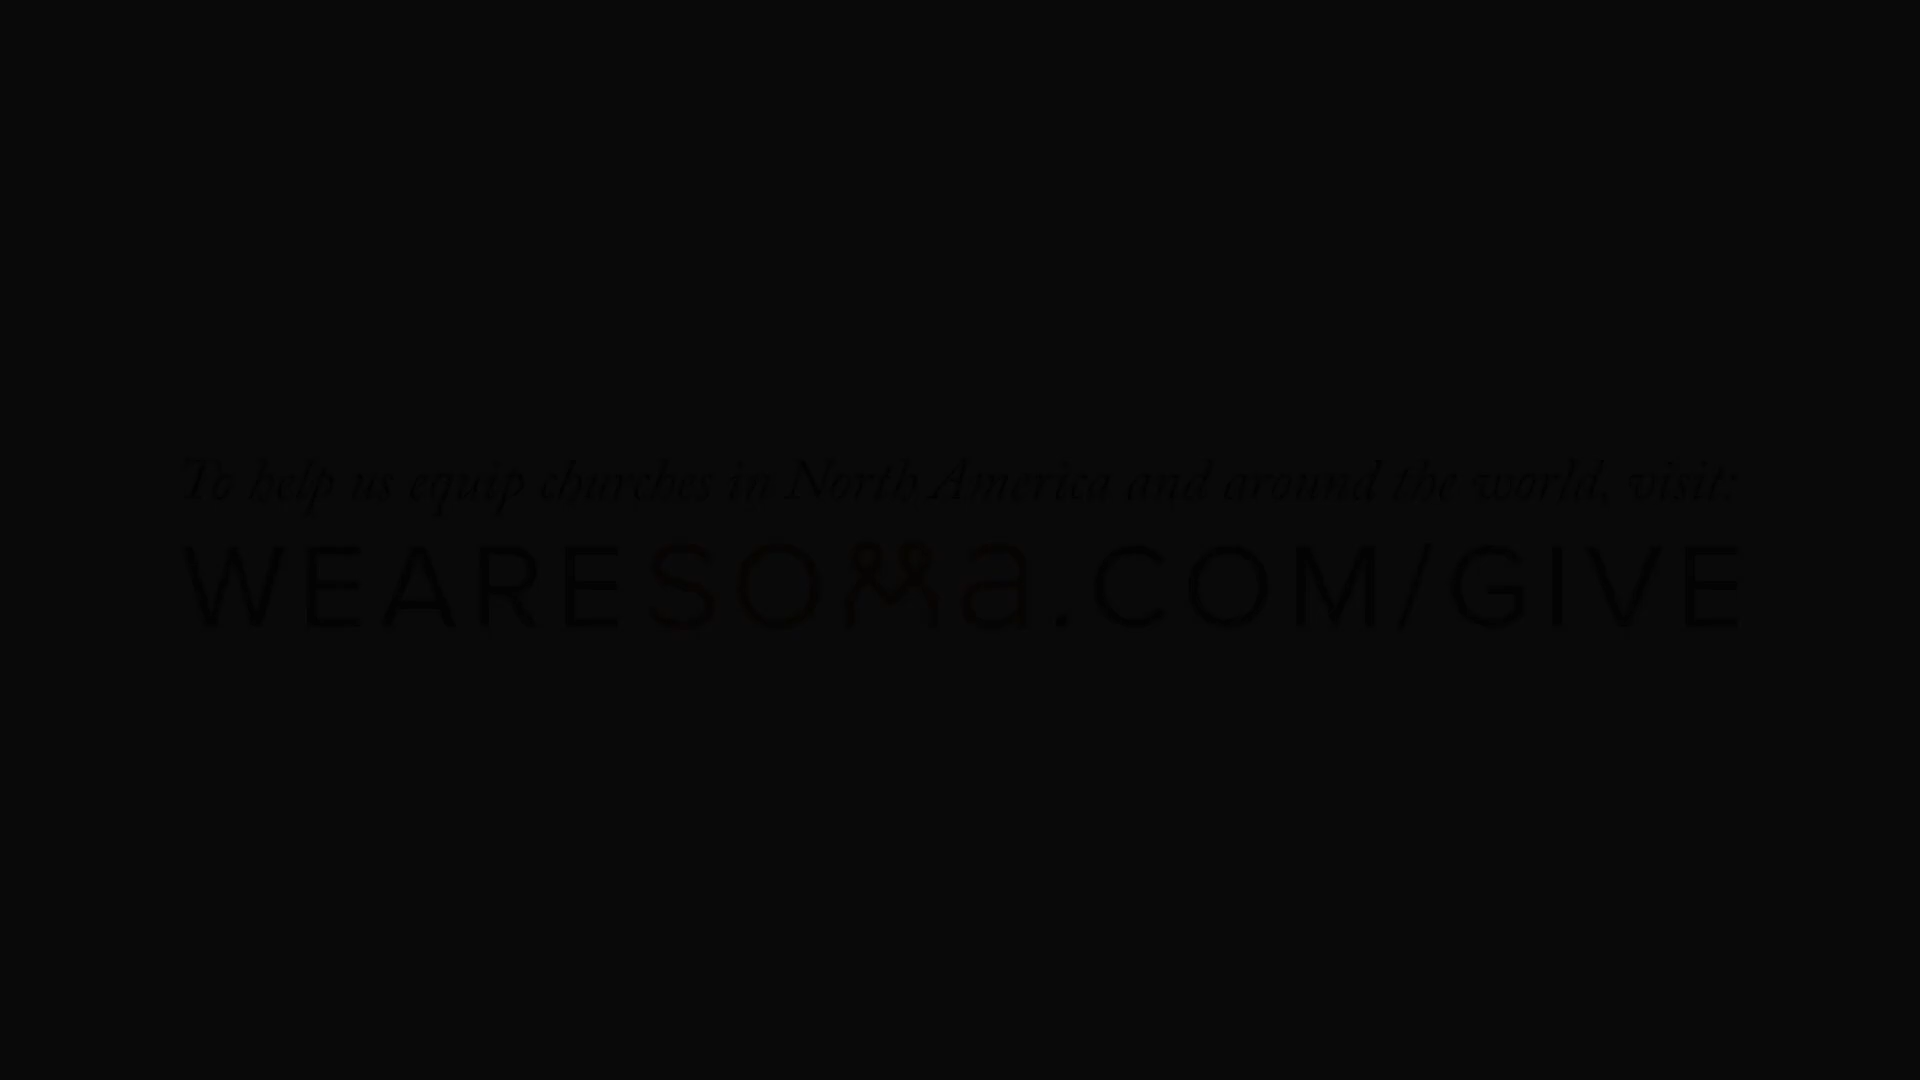 To help us equip churches in North America and around the world, visit:
WEARESOMa.COM/GIVE